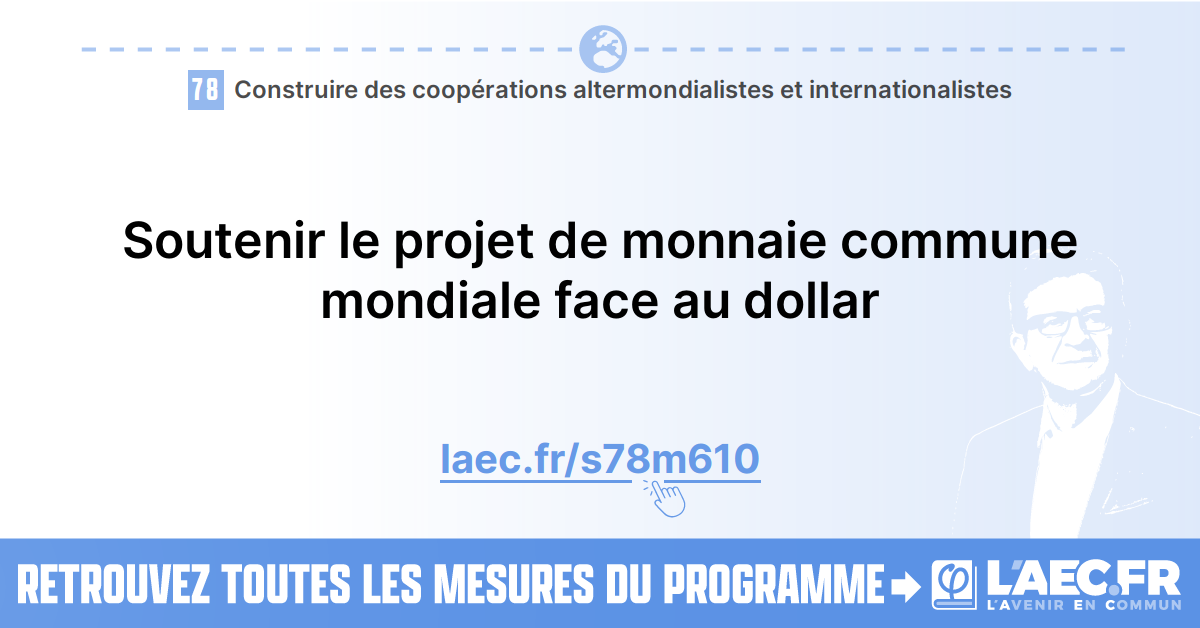 78 Construire des coopérations altermondialistes et internationalistes
Soutenir le projet de monnaie commune
mondiale face au dollar
laec.fr/s78m610
RETROUVEZ TOUTES LES MESURES DU PROGRAMME
φ L'AEC.FR
L'AVENIR EN COMMUN